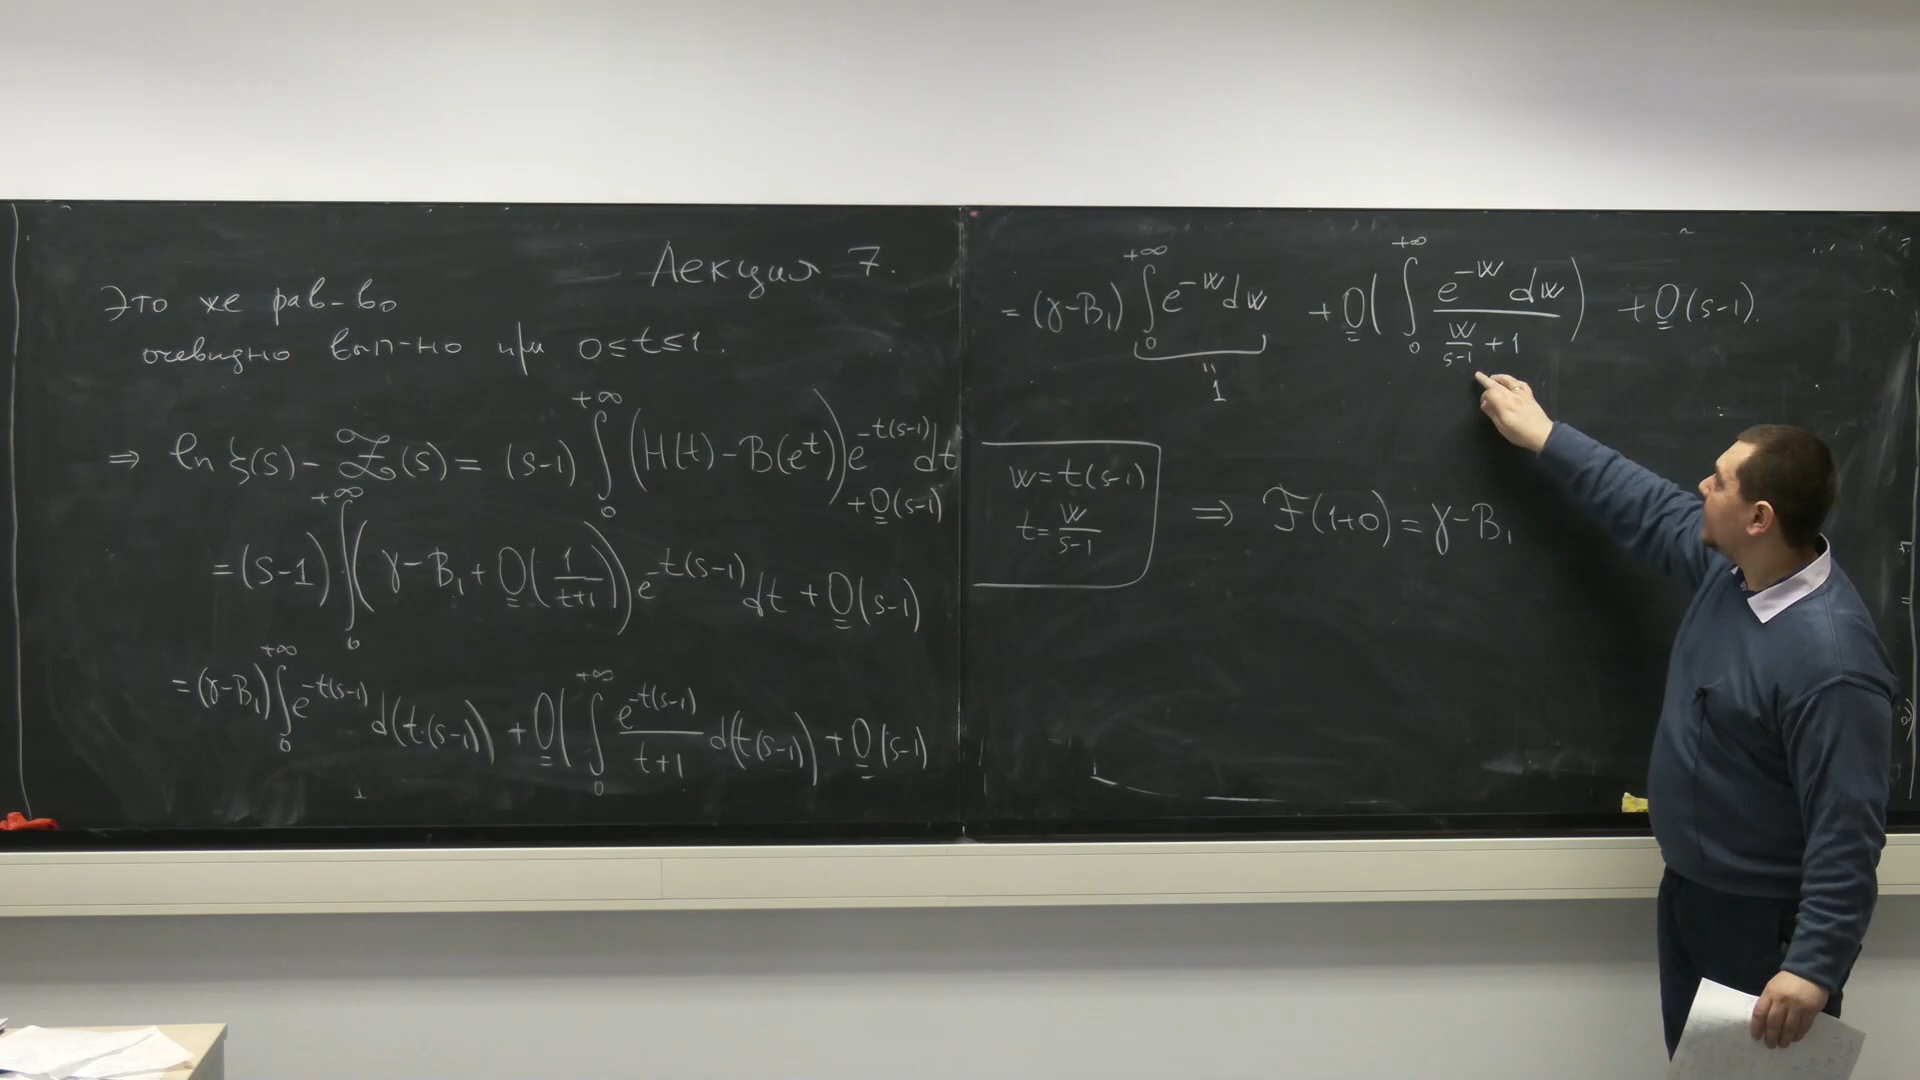 Лекция 7.
Это же рав-во
очевидно вып-но при 0≤t≤1.
⇒ ln ξ(s) − 𝒵(s) = (s-1) ∫₀^{+∞} (H(t) − B(e^t)) e^{-t(s-1)} dt
+ O(s-1)
= (s-1) ∫₀^{+∞} (γ − B₁ + O(1/(t+1))) e^{-t(s-1)} dt + O(s-1)
= (γ−B₁) ∫₀^{+∞} e^{-t(s-1)} d(t·(s-1)) + O( ∫₀^{+∞} e^{-t(s-1)}/(t+1) d(t(s-1)) ) + O(s-1)
= (γ−B₁) ∫₀^{+∞} e^{-w} dw + O( ∫₀^{+∞} e^{-w} dw / (w/(s-1) + 1) ) + O(s-1).
"
1
w = t(s-1)
t = w/(s-1)
⇒ F(1+0) = γ − B₁